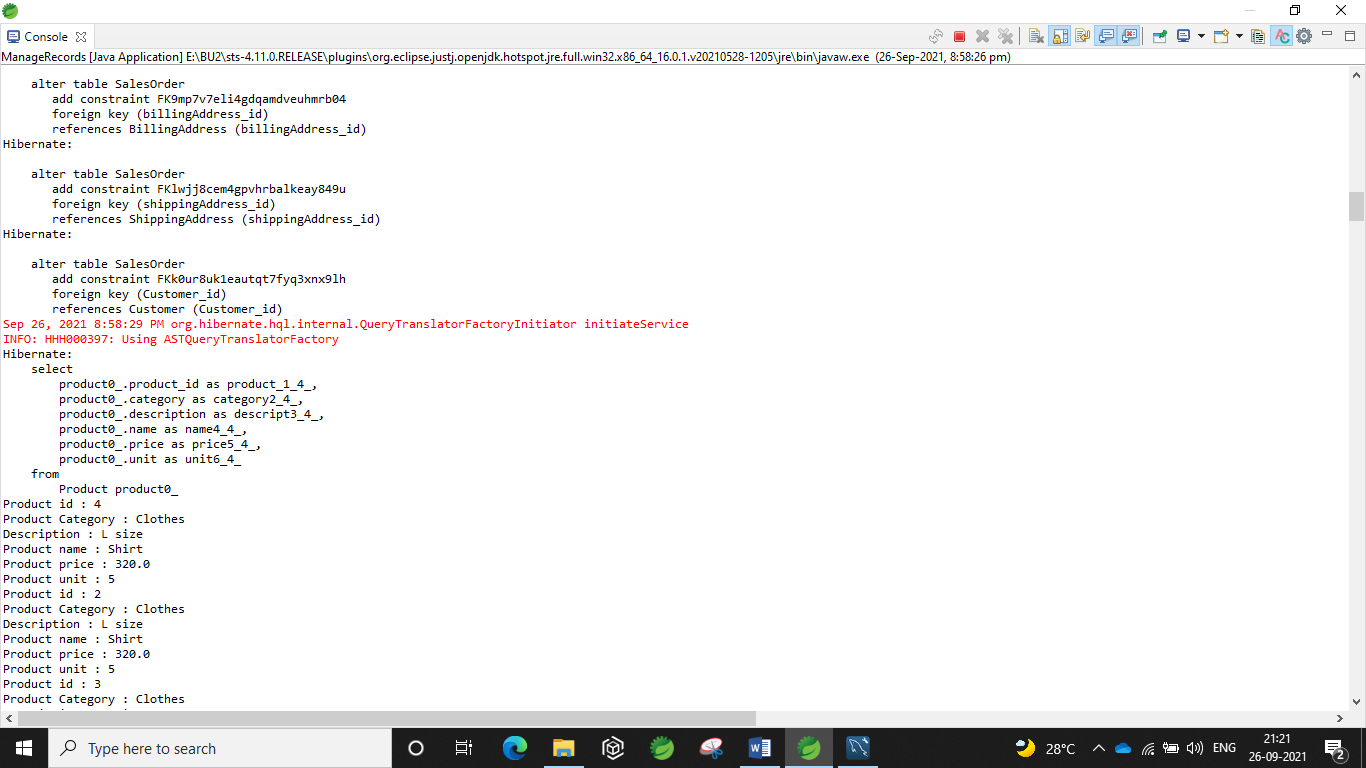 Console
ManageRecords [Java Application] E:\BU2\sts-4.11.0.RELEASE\plugins\org.eclipse.justj.openjdk.hotspot.jre.full.win32.x86_64_16.0.1.v20210528-1205\jre\bin\javaw.exe (26-Sep-2021, 8:58:26 pm)
alter table SalesOrder
add constraint FK9mp7v7eli4gdqamdveuhmrb04
foreign key (billingAddress_id)
references BillingAddress (billingAddress_id)
Hibernate:
alter table SalesOrder
add constraint FKlwjj8cem4gpvhrbalkeay849u
foreign key (shippingAddress_id)
references ShippingAddress (shippingAddress_id)
Hibernate:
alter table SalesOrder
add constraint FKk0ur8uk1eautqt7fyq3xnx9lh
foreign key (Customer_id)
references Customer (Customer_id)
Sep 26, 2021 8:58:29 PM org.hibernate.hql.internal.QueryTranslatorFactoryInitiator initiateService
INFO: HHH000397: Using ASTQueryTranslatorFactory
Hibernate:
select
product0_.product_id as product_1_4_,
product0_.category as category2_4_,
product0_.description as descript3_4_,
product0_.name as name4_4_,
product0_.price as price5_4_,
product0_.unit as unit6_4_
from
Product product0_
Product id : 4
Product Category : Clothes
Description : L size
Product name : Shirt
Product price : 320.0
Product unit : 5
Product id : 2
Product Category : Clothes
Description : L size
Product name : Shirt
Product price : 320.0
Product unit : 5
Product id : 3
Product Category : Clothes
Type here to search
28°C
ENG
21:21
26-09-2021
2